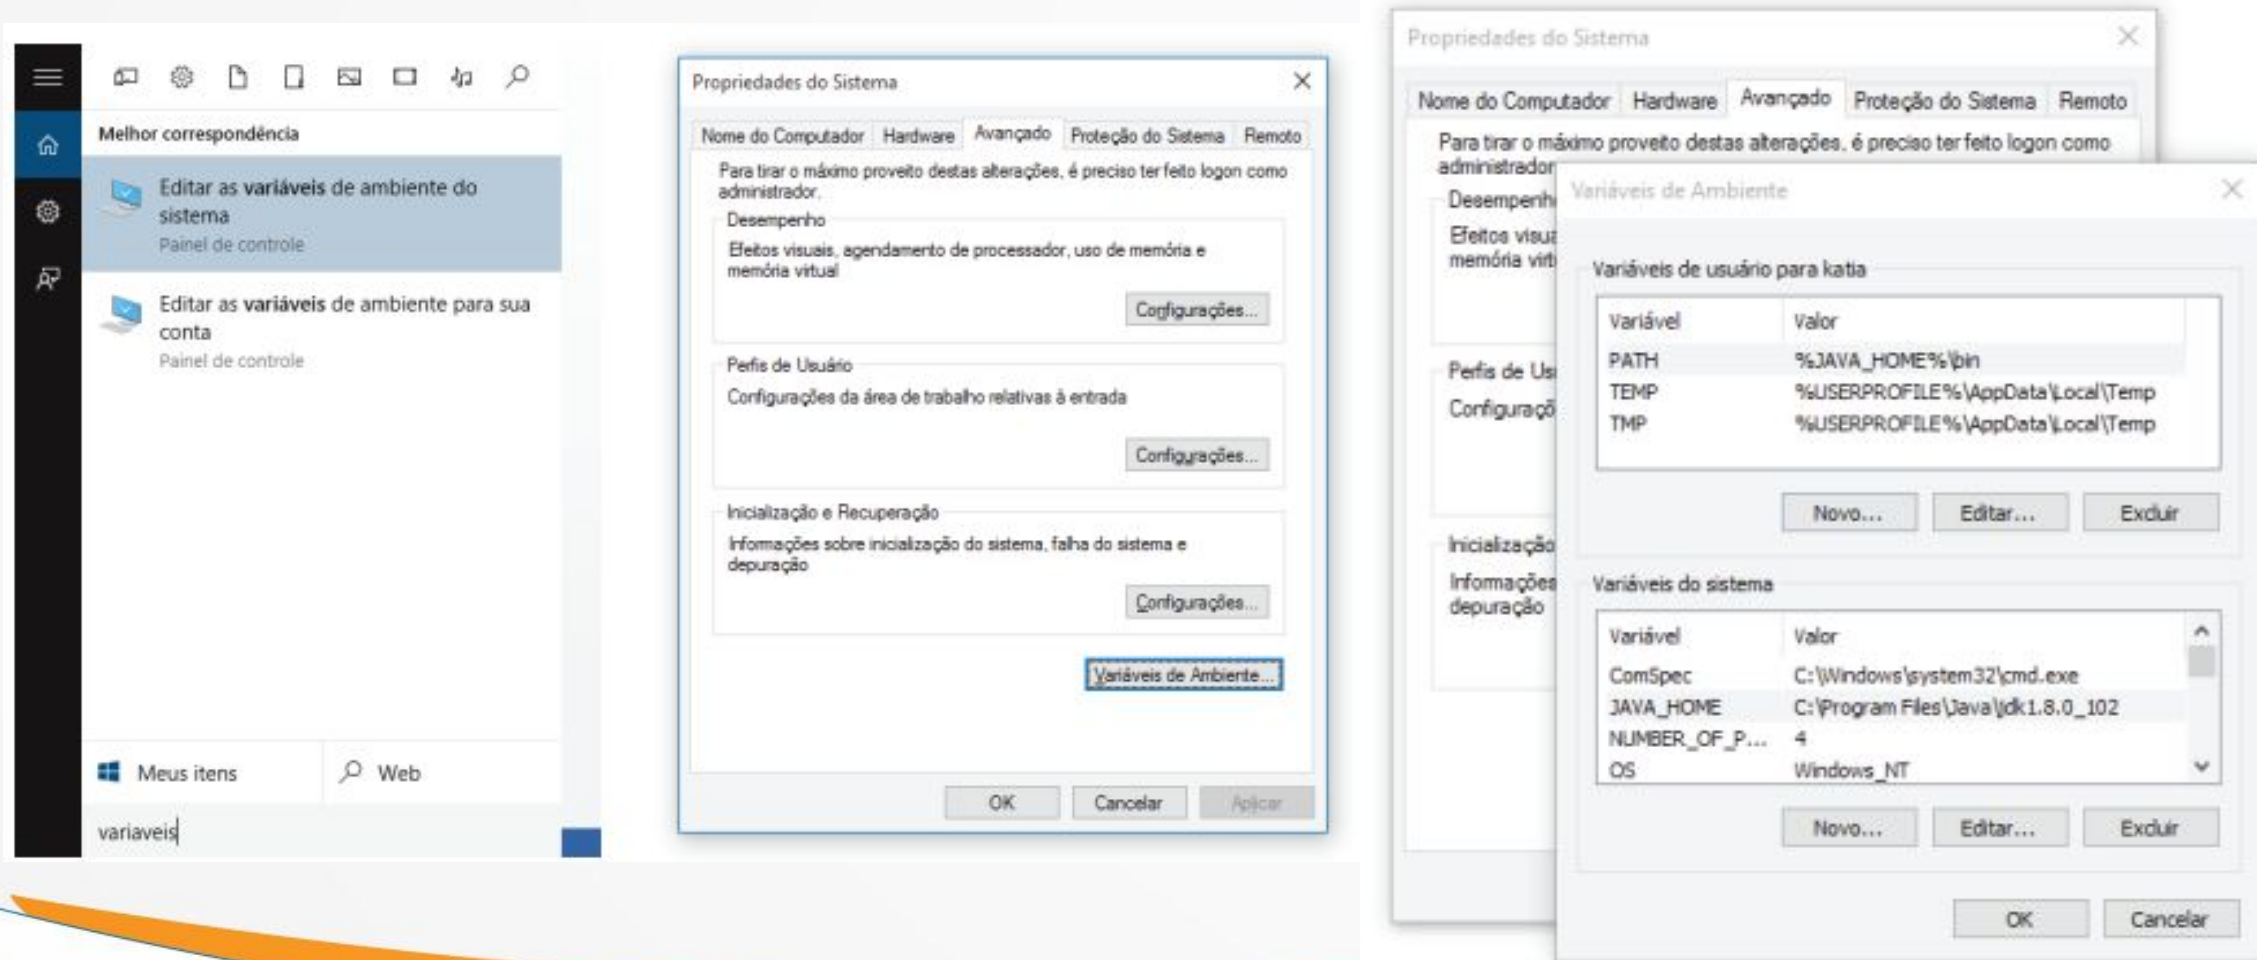 Melhor correspondência
Editar as variáveis de ambiente do
sistema
Painel de controle
Editar as variáveis de ambiente para sua
conta
Painel de controle
Meus itens
Web
variaveis
Propriedades do Sistema
Nome do Computador Hardware Avançado Proteção do Sistema Remoto
Para tirar o máximo proveito destas alterações, é preciso ter feito logon como
administrador.
Desempenho
Efeitos visuais, agendamento de processador, uso de memória e
memória virtual
Configurações...
Perfis de Usuário
Configurações da área de trabalho relativas à entrada
Configurações...
Inicialização e Recuperação
Informações sobre inicialização do sistema, falha do sistema e
depuração
Configurações...
Variáveis de Ambiente...
OK Cancelar Aplicar
Propriedades do Sistema
Nome do Computador Hardware Avançado Proteção do Sistema Remoto
Para tirar o máximo proveito destas alterações, é preciso ter feito logon como
administrador
Desempenh
Efeitos visua
memória virt
Perfis de Us
Configuraçõ
Inicialização
Informações
depuração
Variáveis de Ambiente
Variáveis de usuário para katia
Variável Valor
PATH %JAVA_HOME%\bin
TEMP %USERPROFILE%\AppData\Local\Temp
TMP %USERPROFILE%\AppData\Local\Temp
Novo... Editar... Excluir
Variáveis do sistema
Variável Valor
ComSpec C:\Windows\system32\cmd.exe
JAVA_HOME C:\Program Files\Java\jdk1.8.0_102
NUMBER_OF_P... 4
OS Windows_NT
Novo... Editar... Excluir
OK Cancelar